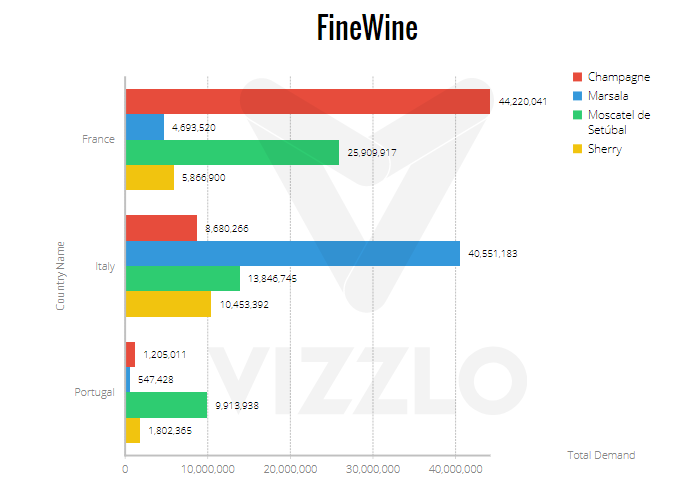 FineWine
Champagne
Marsala
Moscatel de
Setúbal
Sherry
Country Name
France
44,220,041
4,693,520
25,909,917
5,866,900
Italy
8,680,266
40,551,183
13,846,745
10,453,392
Portugal
1,205,011
547,428
9,913,938
1,802,365
VIZZLO
0
10,000,000
20,000,000
30,000,000
40,000,000
Total Demand